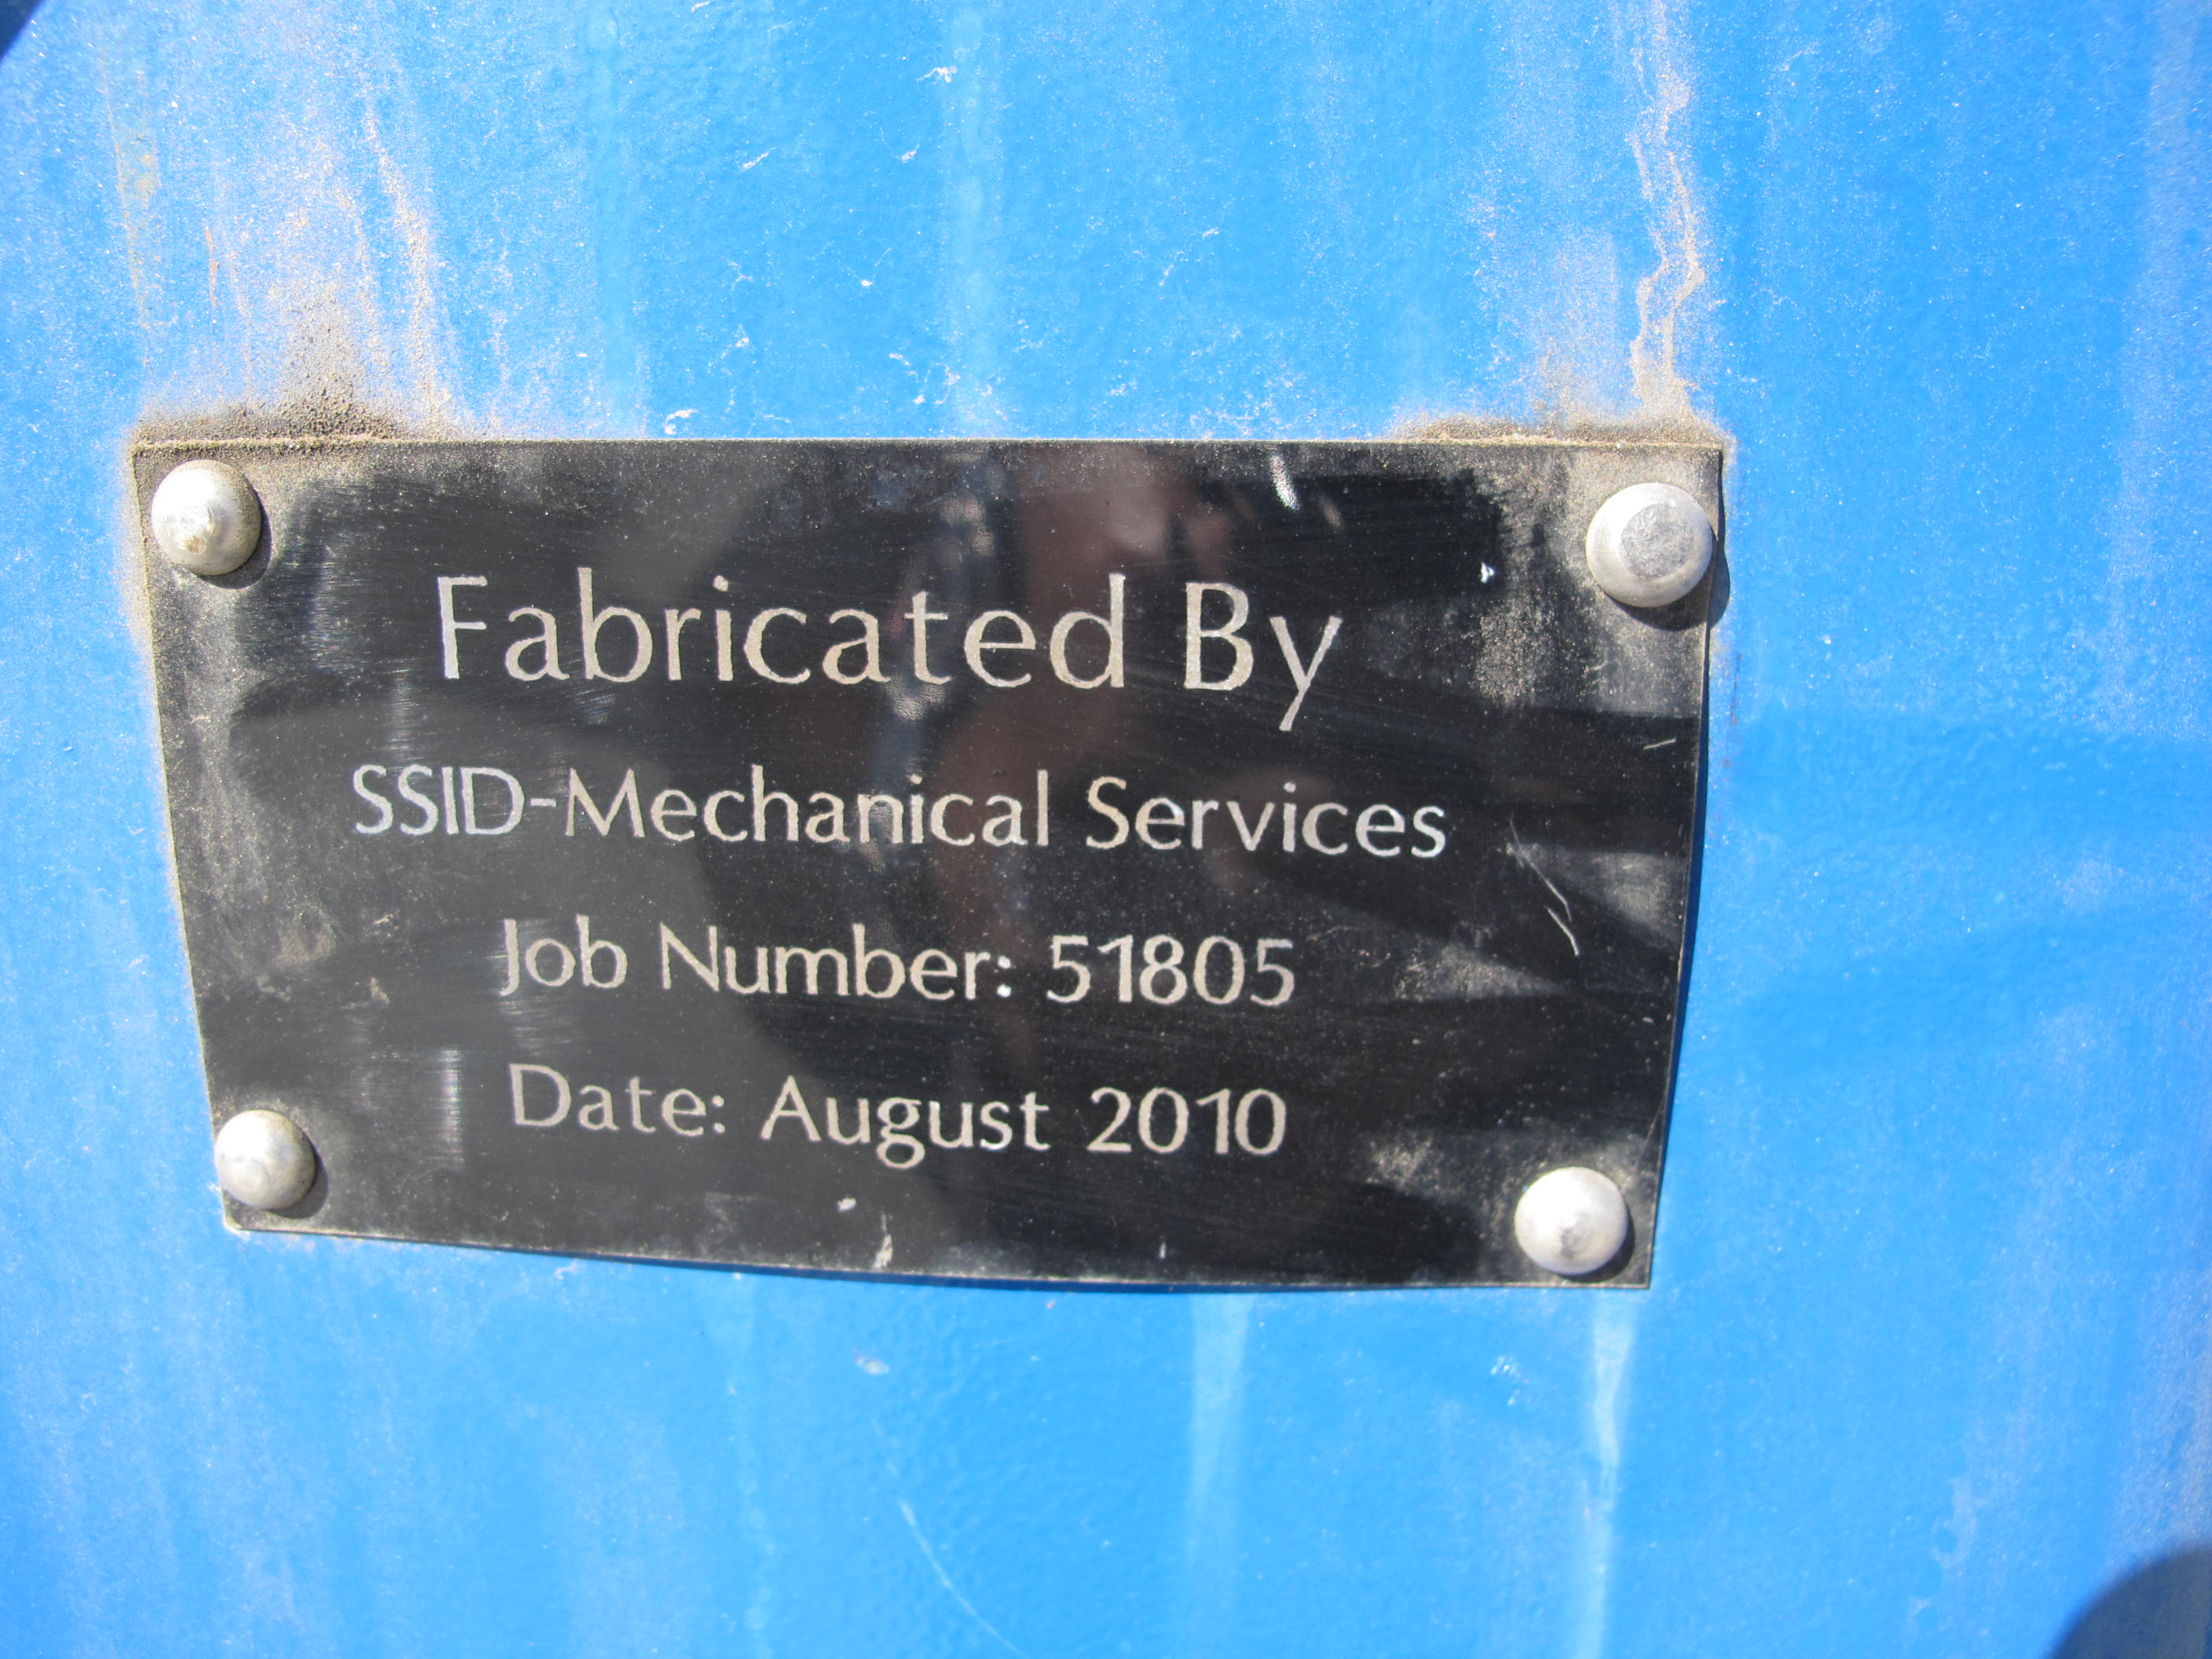 Fabricated By
SSID-Mechanical Services
Job Number: 51805
Date: August 2010